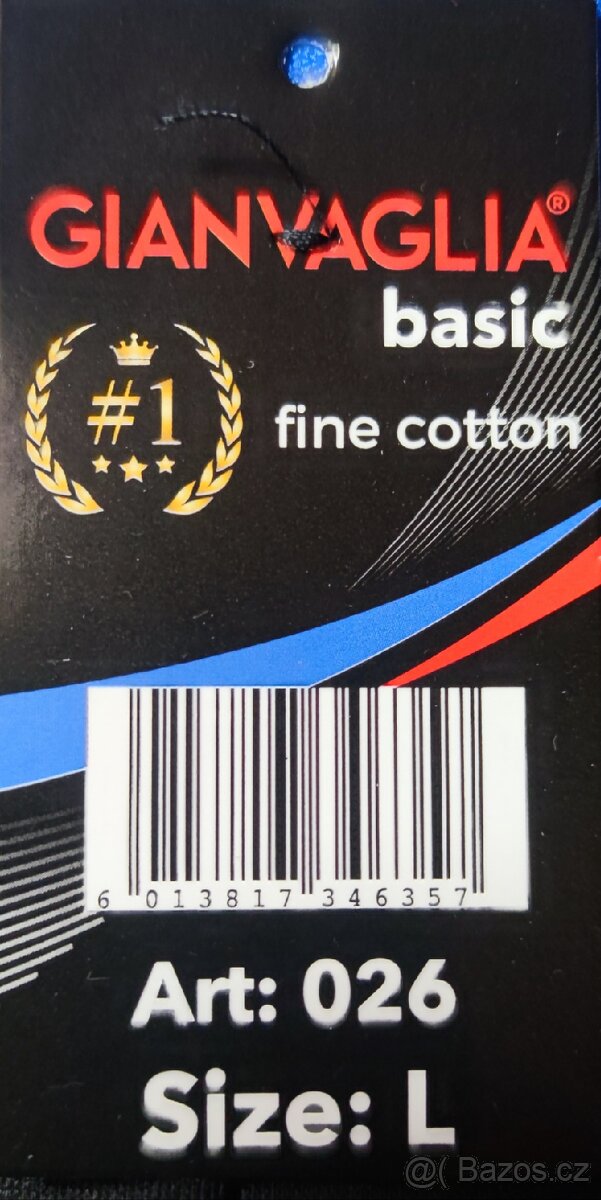 GIANVAGLIA®
basic
#1
fine cotton
6 013817 346357
Art: 026
Size: L
@( Bazos.cz